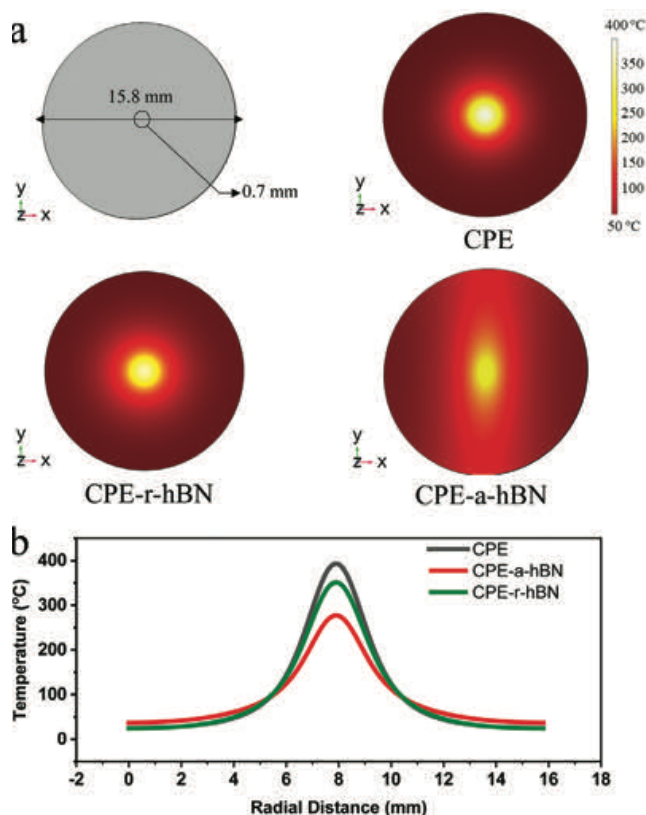 a
15.8 mm
0.7 mm
y
z x
400 °C
350
300
250
200
150
100
50 °C
y
z x
CPE
y
z x
CPE-r-hBN
y
z x
CPE-a-hBN
b
CPE
CPE-a-hBN
CPE-r-hBN
Temperature (°C)
400
300
200
100
0
-2 0 2 4 6 8 10 12 14 16 18
Radial Distance (mm)